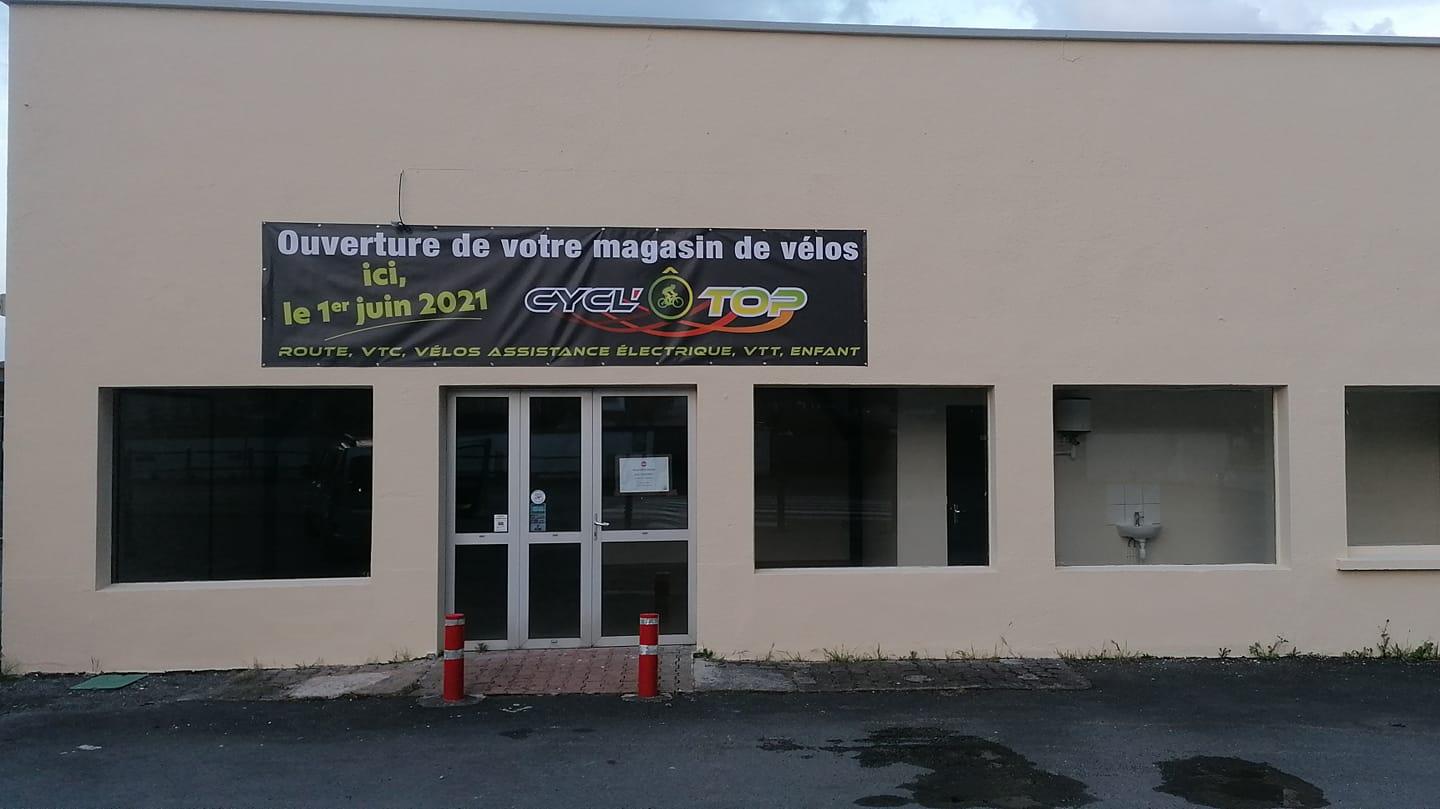 Ouverture de votre magasin de vélos
ici,
le 1er juin 2021
CYCL'Ô TOP
ROUTE, VTC, VÉLOS ASSISTANCE ÉLECTRIQUE, VTT, ENFANT